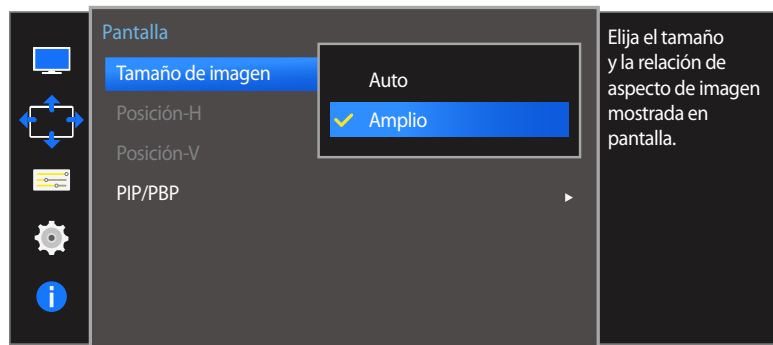 Pantalla
Tamaño de imagen
Posición-H
Posición-V
PIP/PBP
Auto
Amplio
Elija el tamaño
y la relación de
aspecto de imagen
mostrada en
pantalla.
i